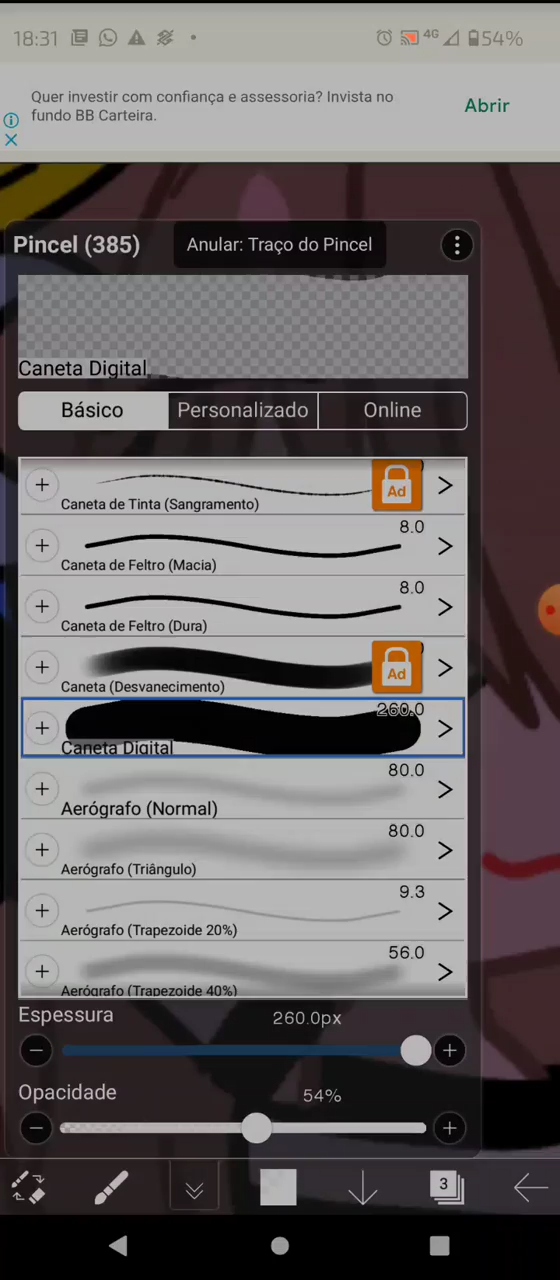 18:31
4G
54%
Quer investir com confiança e assessoria? Invista no
fundo BB Carteira.
Abrir
Pincel (385)
Anular: Traço do Pincel
Caneta Digital
Básico
Personalizado
Online
Ad
Caneta de Tinta (Sangramento)
8.0
Caneta de Feltro (Macia)
8.0
Caneta de Feltro (Dura)
Ad
Caneta (Desvanecimento)
260.0
Caneta Digital
80.0
Aerógrafo (Normal)
80.0
Aerógrafo (Triângulo)
9.3
Aerógrafo (Trapezoide 20%)
56.0
Aerógrafo (Trapezoide 40%)
Espessura
260.0px
Opacidade
54%
3